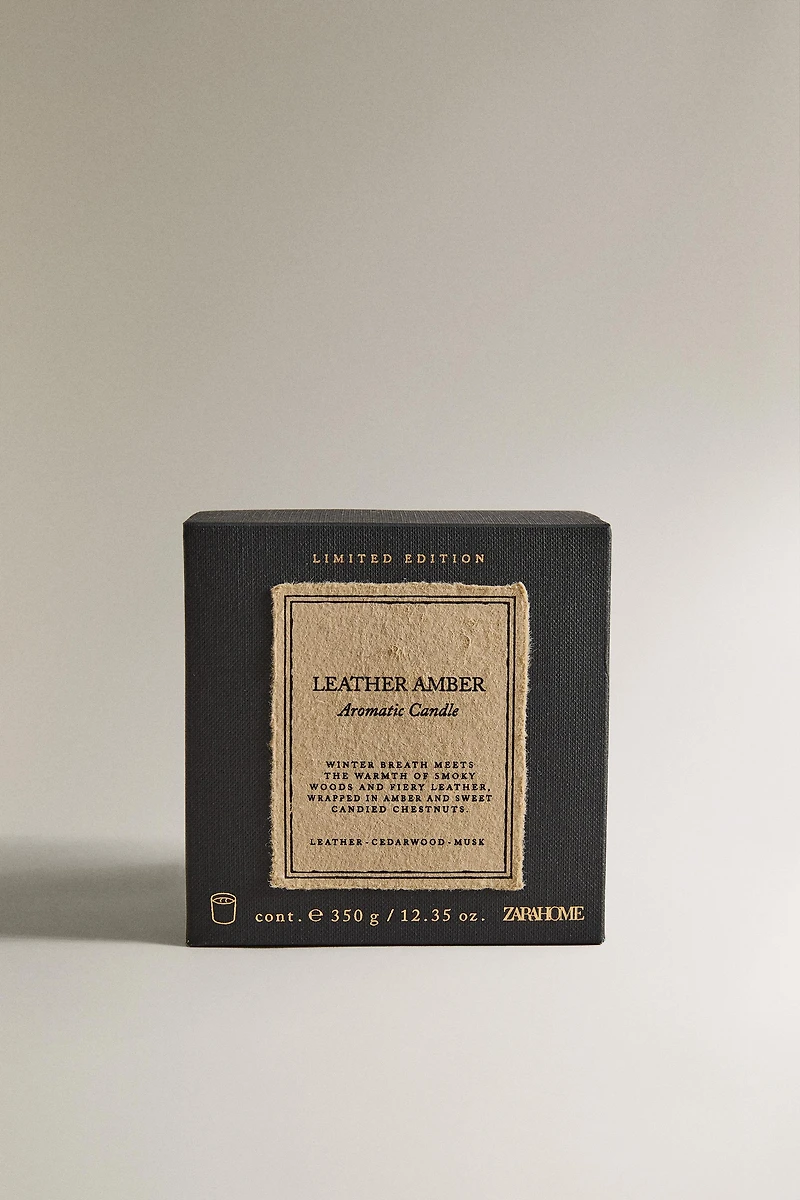 LIMITED EDITION
LEATHER AMBER
Aromatic Candle
WINTER BREATH MEETS
THE WARMTH OF SMOKY
WOODS AND FIERY LEATHER,
WRAPPED IN AMBER AND SWEET
CANDIED CHESTNUTS.
LEATHER - CEDARWOOD - MUSK
cont. ℮ 350 g / 12.35 oz. ZARAHOME